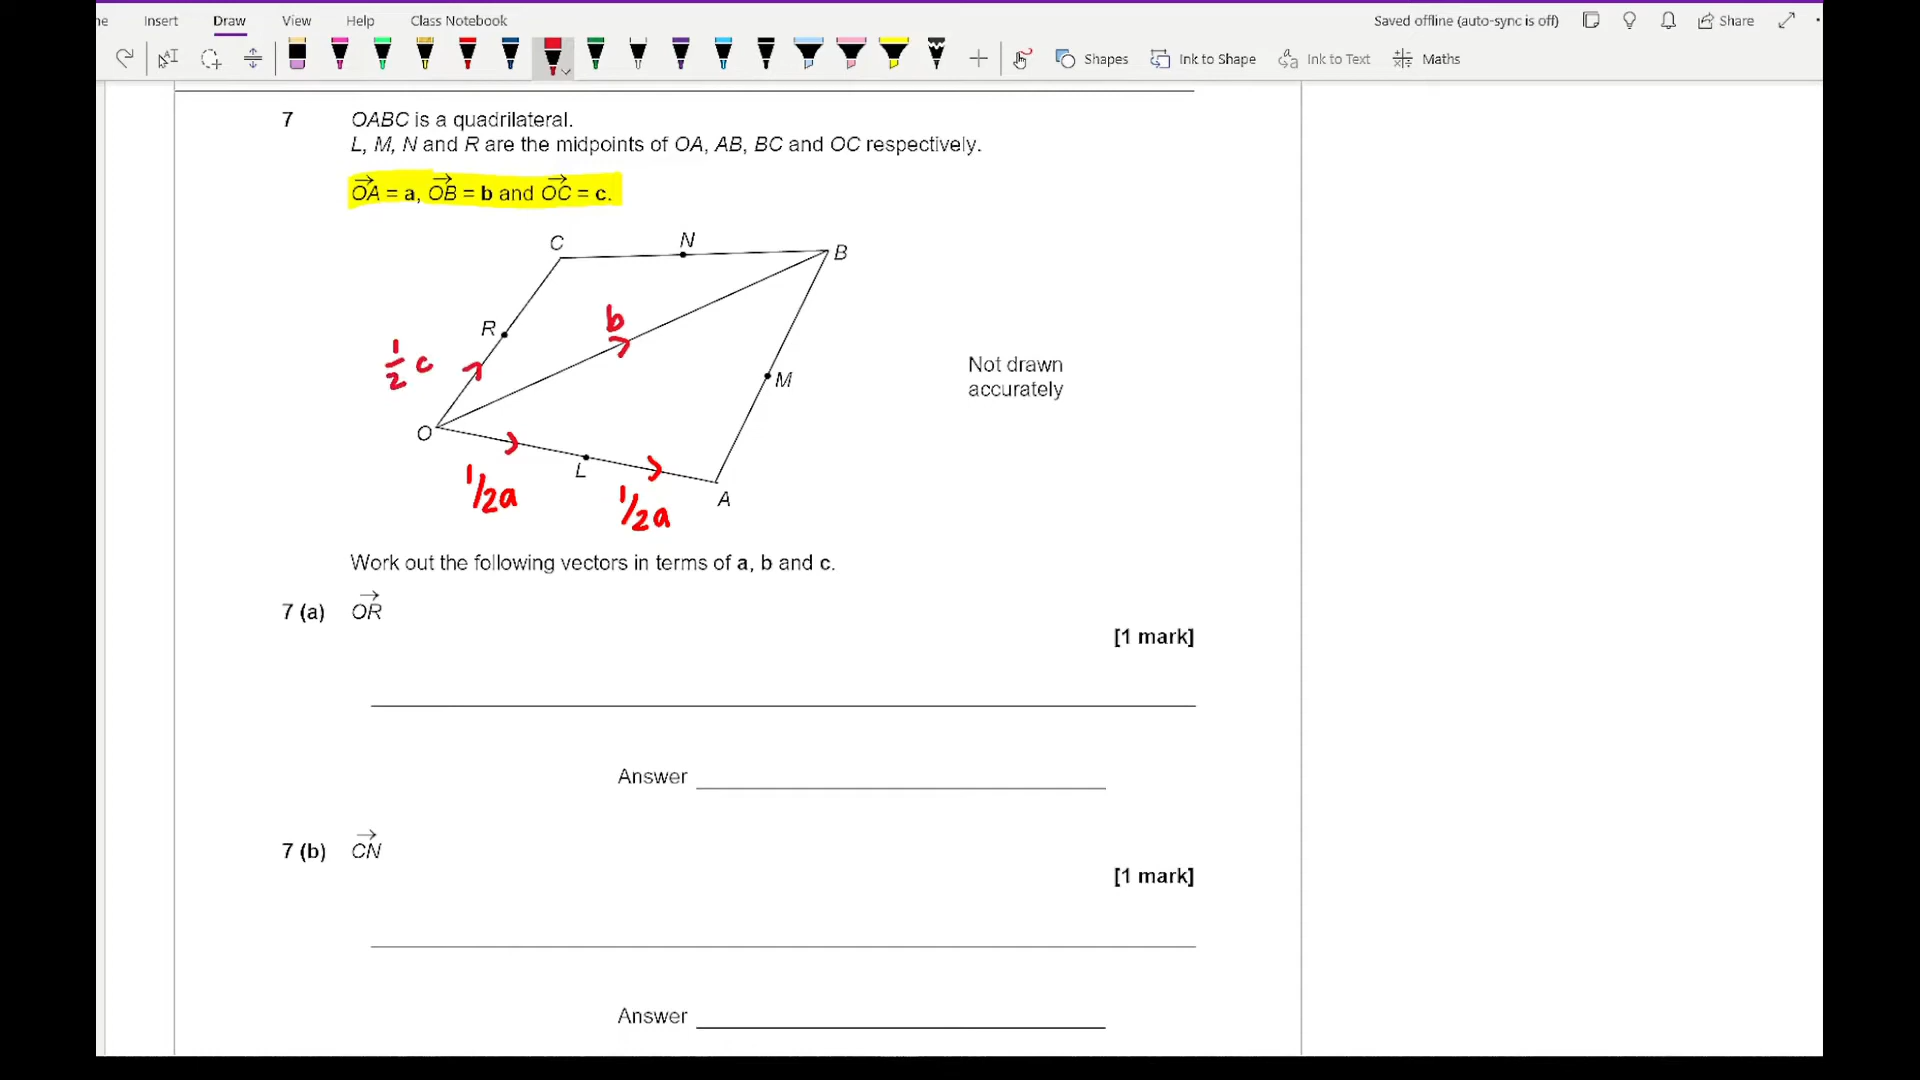 ne Insert Draw View Help Class Notebook Saved offline (auto-sync is off) Share
Shapes Ink to Shape Ink to Text Maths
7 OABC is a quadrilateral.
L, M, N and R are the midpoints of OA, AB, BC and OC respectively.
OA = a, OB = b and OC = c.
C N B
b
R
1/2 c
M
Not drawn
accurately
O
L
1/2a
A
1/2a
Work out the following vectors in terms of a, b and c.
7 (a) OR
[1 mark]
Answer
7 (b) CN
[1 mark]
Answer